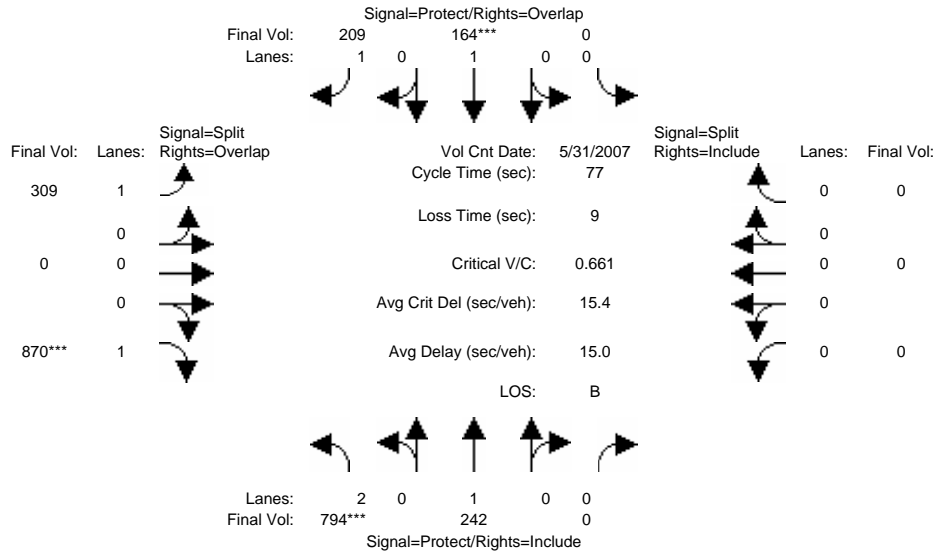 Signal=Protect/Rights=Overlap
Final Vol: 209 164*** 0
Lanes: 1 0 1 0 0
Signal=Split Signal=Split
Final Vol: Lanes: Rights=Overlap Vol Cnt Date: 5/31/2007 Rights=Include Lanes: Final Vol:
Cycle Time (sec): 77
309 1 0 0
Loss Time (sec): 9
0 0
0 0 Critical V/C: 0.661 0 0
0 Avg Crit Del (sec/veh): 15.4 0
870*** 1 Avg Delay (sec/veh): 15.0 0 0
LOS: B
Lanes: 2 0 1 0 0
Final Vol: 794*** 242 0
Signal=Protect/Rights=Include